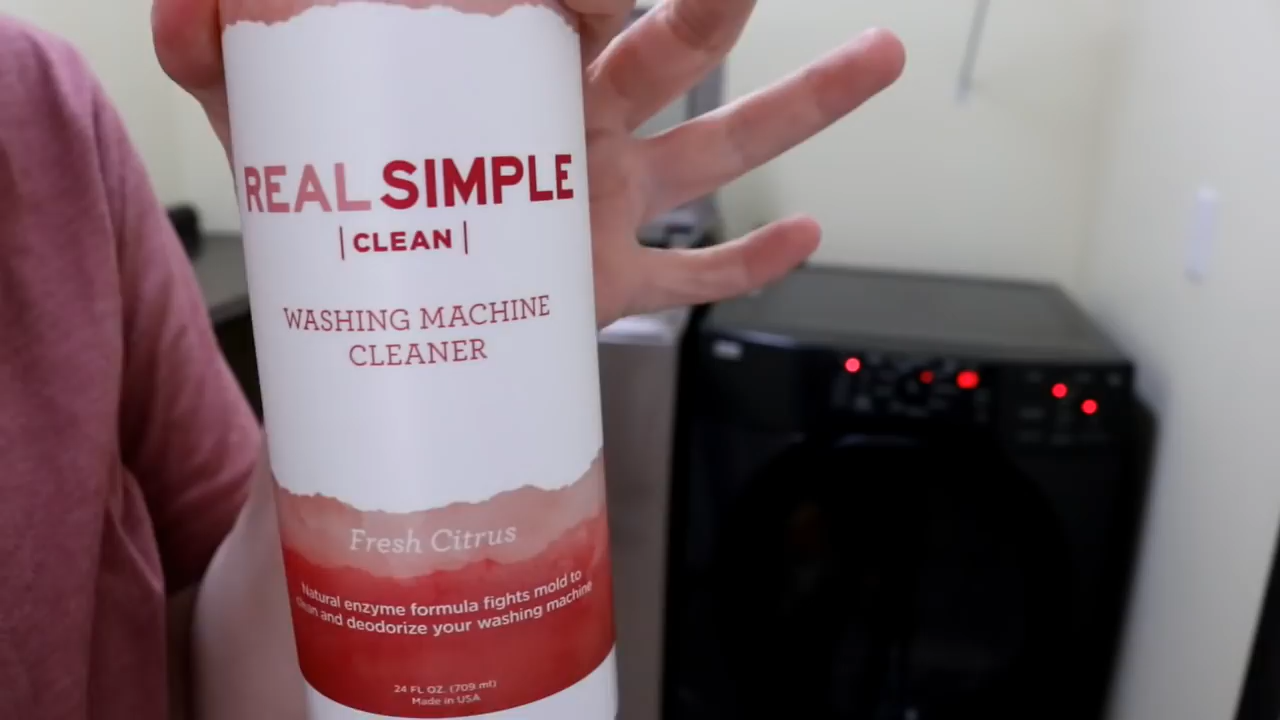 REAL SIMPLE
| CLEAN |
WASHING MACHINE
CLEANER
Fresh Citrus
Natural enzyme formula fights mold to
clean and deodorize your washing machine
24 FL OZ. (709 ml)
Made in USA